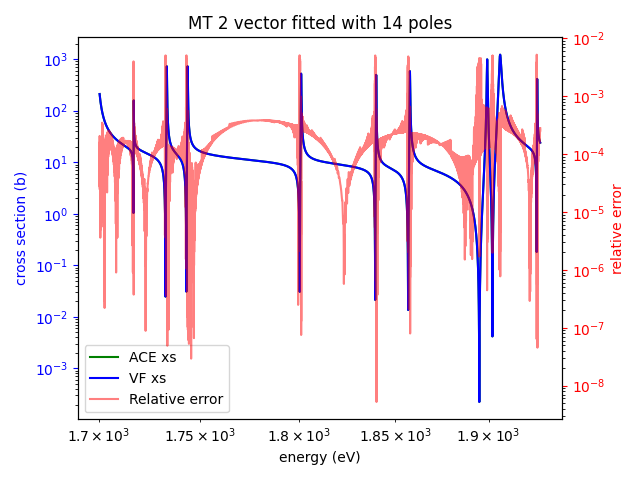 MT 2 vector fitted with 14 poles
10³
10²
10¹
10⁰
10⁻¹
10⁻²
10⁻³
cross section (b)
10⁻²
10⁻³
10⁻⁴
10⁻⁵
10⁻⁶
10⁻⁷
10⁻⁸
relative error
ACE xs
VF xs
Relative error
1.7 × 10³ 1.75 × 10³ 1.8 × 10³ 1.85 × 10³ 1.9 × 10³
energy (eV)